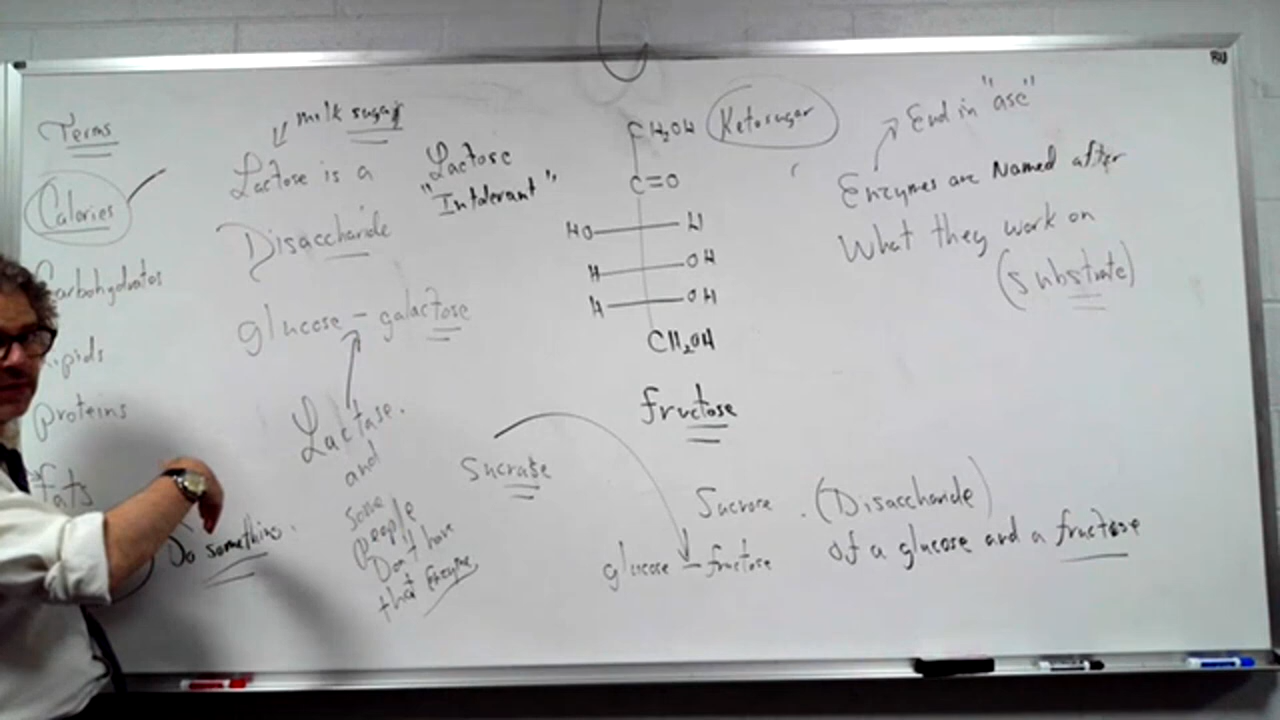 Terms
Calories
Carbohydrates
Lipids
Proteins
Fats
Do something.
milk sugar
Lactose is a
Disaccharide
glucose - galactose
Lactose
"Intolerant"
Lactase.
and
Some
people
Don't have
that Enzyme
Sucrase
CH2OH
Ketosugar
C=O
HO H
H OH
H OH
CH2OH
fructose
Sucrose. (Disaccharide)
glucose - fructose
of a glucose and a fructose
End in "ase"
Enzymes are Named after
What they work on
(substrate)
BU